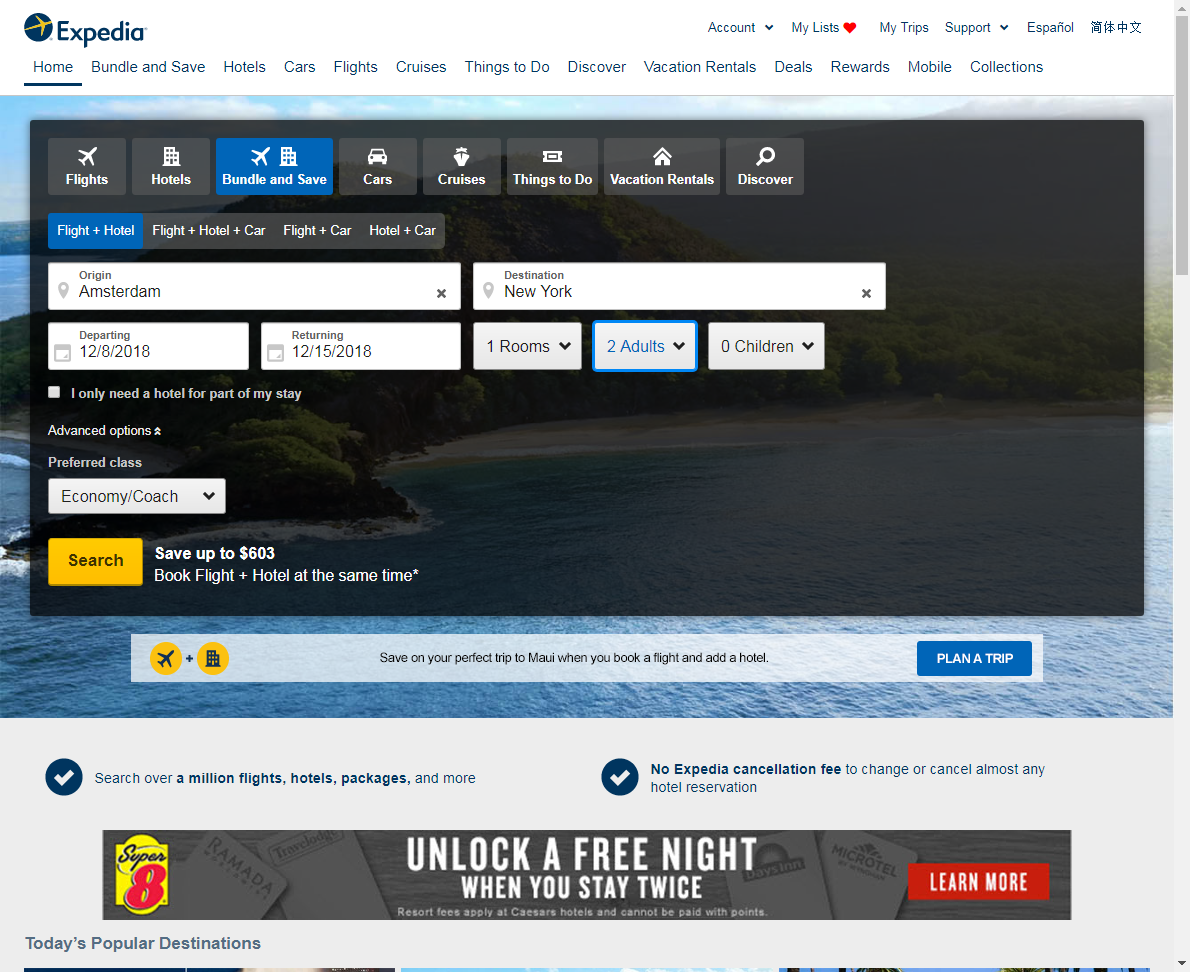 Expedia
Account
My Lists
My Trips
Support
Español
简体中文
Home
Bundle and Save
Hotels
Cars
Flights
Cruises
Things to Do
Discover
Vacation Rentals
Deals
Rewards
Mobile
Collections
Flights
Hotels
Bundle and Save
Cars
Cruises
Things to Do
Vacation Rentals
Discover
Flight + Hotel
Flight + Hotel + Car
Flight + Car
Hotel + Car
Origin
Amsterdam
Destination
New York
Departing
12/8/2018
Returning
12/15/2018
1 Rooms
2 Adults
0 Children
I only need a hotel for part of my stay
Advanced options
Preferred class
Economy/Coach
Search
Save up to $603
Book Flight + Hotel at the same time*
+
Save on your perfect trip to Maui when you book a flight and add a hotel.
PLAN A TRIP
Search over a million flights, hotels, packages, and more
No Expedia cancellation fee to change or cancel almost any
hotel reservation
Super
8
RAMADA
Travelodge
UNLOCK A FREE NIGHT
WHEN YOU STAY TWICE
Resort fees apply at Caesars hotels and cannot be paid with points.
Days Inn
MICROTEL
LEARN MORE
Today's Popular Destinations